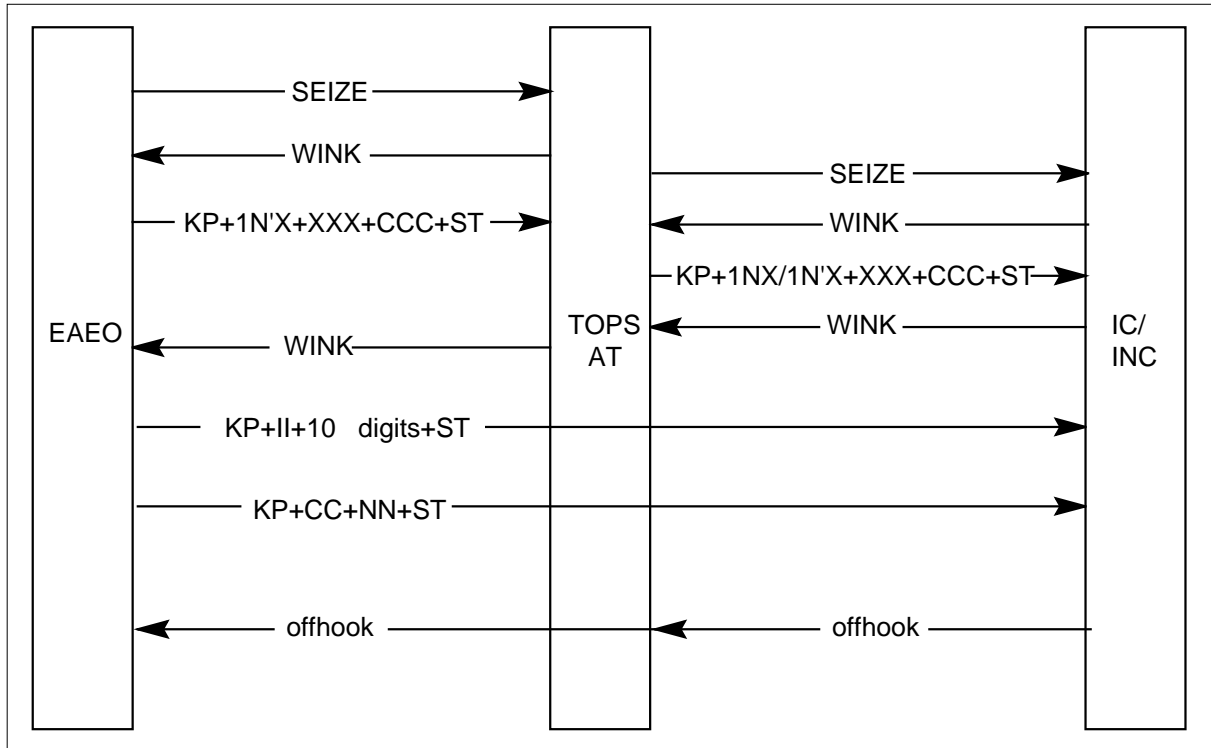 SEIZE
WINK
SEIZE
KP+1N'X+XXX+CCC+ST
WINK
KP+1NX/1N'X+XXX+CCC+ST
EAEO
TOPS
AT
WINK
IC/
INC
WINK
KP+II+10 digits+ST
KP+CC+NN+ST
offhook
offhook